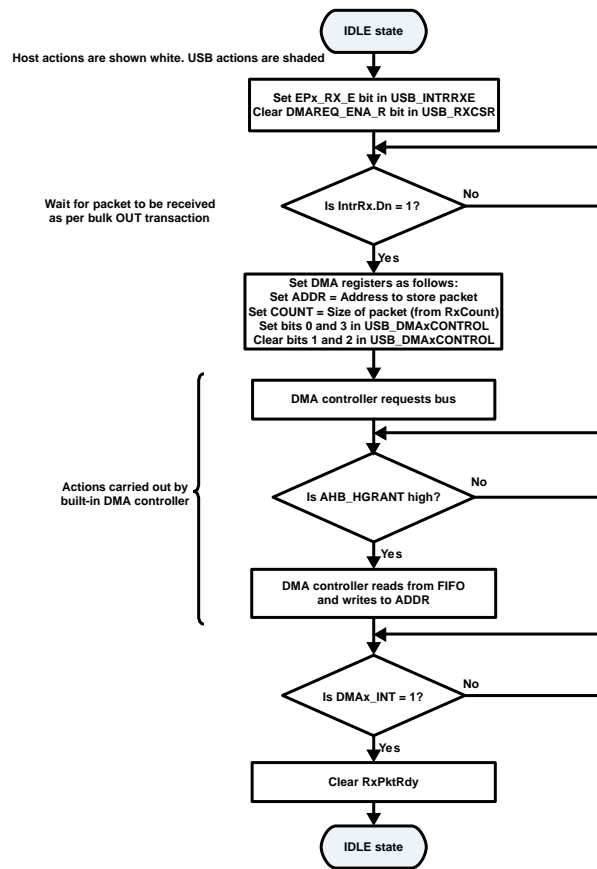 IDLE state
Host actions are shown white. USB actions are shaded
Set EPx_RX_E bit in USB_INTRRXE
Clear DMAREQ_ENA_R bit in USB_RXCSR
Is IntrRx.Dn = 1?
No
Wait for packet to be received
as per bulk OUT transaction
Yes
Set DMA registers as follows:
Set ADDR = Address to store packet
Set COUNT = Size of packet (from RxCount)
Set bits 0 and 3 in USB_DMAxCONTROL
Clear bits 1 and 2 in USB_DMAxCONTROL
DMA controller requests bus
Actions carried out by
built-in DMA controller
Is AHB_HGRANT high?
No
Yes
DMA controller reads from FIFO
and writes to ADDR
Is DMAx_INT = 1?
No
Yes
Clear RxPktRdy
IDLE state